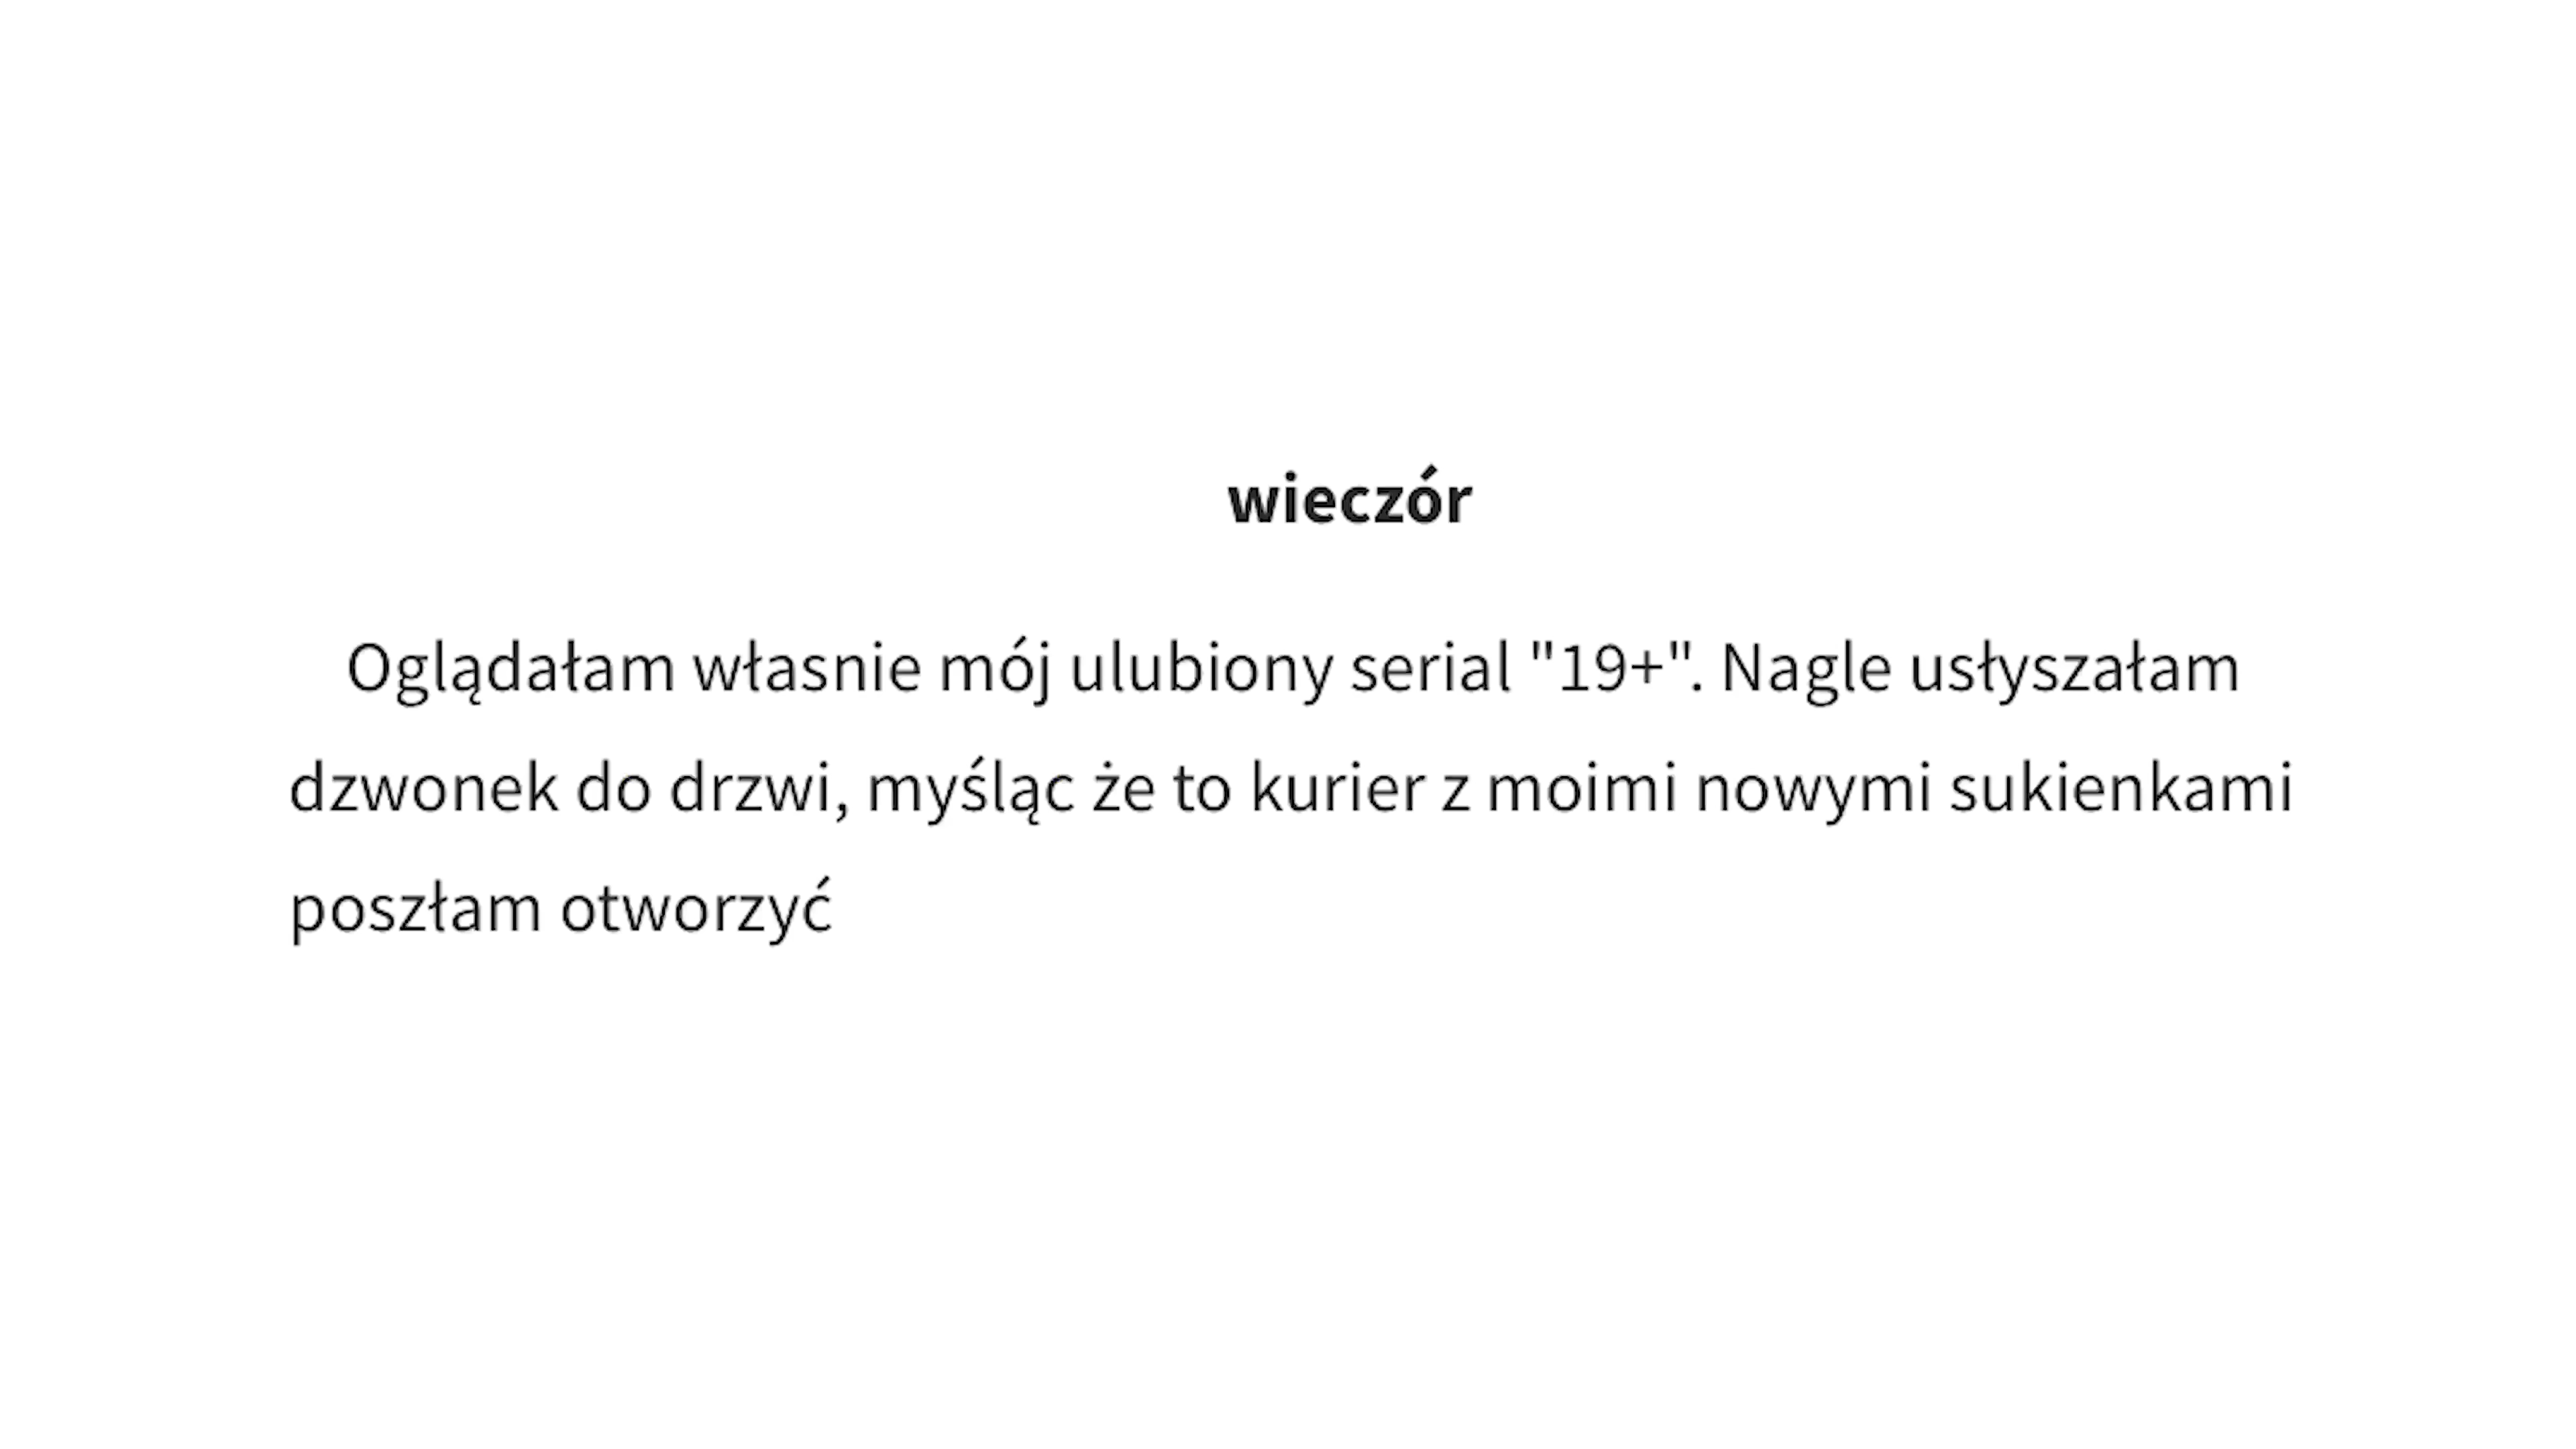 wieczór
Oglądałam własnie mój ulubiony serial "19+". Nagle usłyszałam
dzwonek do drzwi, myśląc że to kurier z moimi nowymi sukienkami
poszłam otworzyć